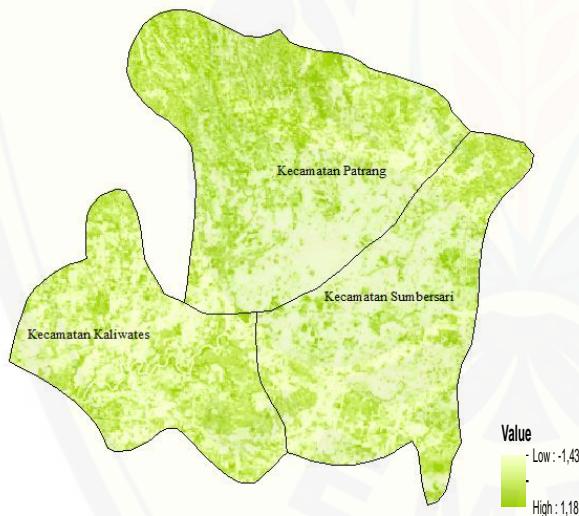 Kecamatan Patrang
Kecamatan Sumbersari
Kecamatan Kaliwates
Value
Low : -1,43
High : 1,18